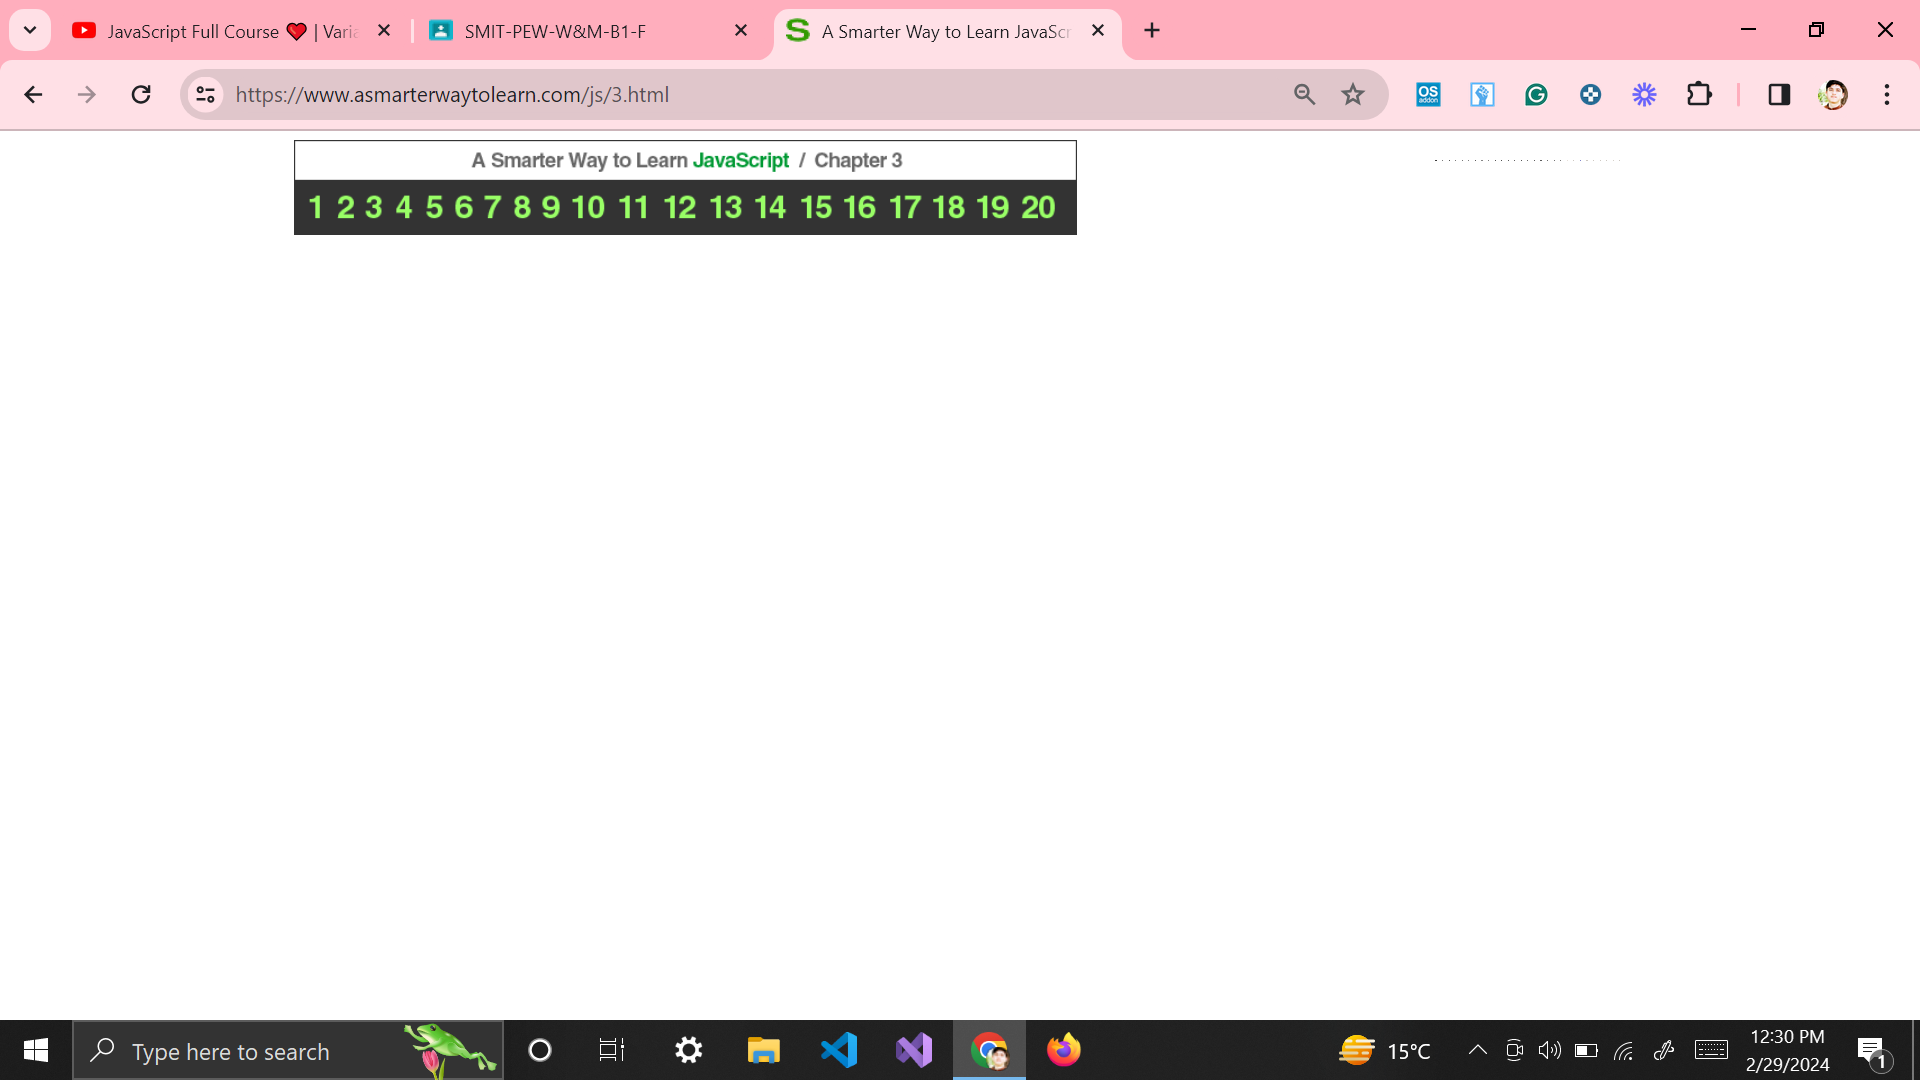 JavaScript Full Course ❤️ | Varia
SMIT-PEW-W&M-B1-F
A Smarter Way to Learn JavaScr
https://www.asmarterwaytolearn.com/js/3.html
OS
addon
A Smarter Way to Learn JavaScript / Chapter 3
1 2 3 4 5 6 7 8 9 10 11 12 13 14 15 16 17 18 19 20
Type here to search
15°C
12:30 PM
2/29/2024
1